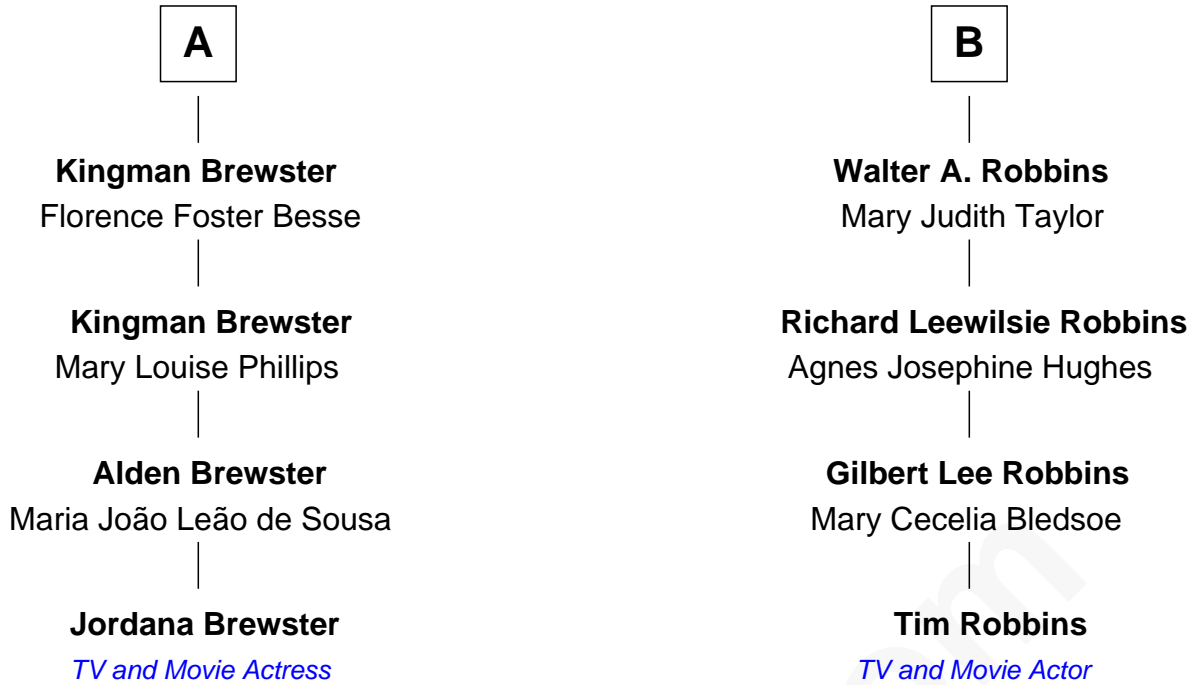 A
Kingman Brewster
Florence Foster Besse
Kingman Brewster
Mary Louise Phillips
Alden Brewster
Maria João Leão de Sousa
Jordana Brewster
TV and Movie Actress
B
Walter A. Robbins
Mary Judith Taylor
Richard Leewilsie Robbins
Agnes Josephine Hughes
Gilbert Lee Robbins
Mary Cecelia Bledsoe
Tim Robbins
TV and Movie Actor